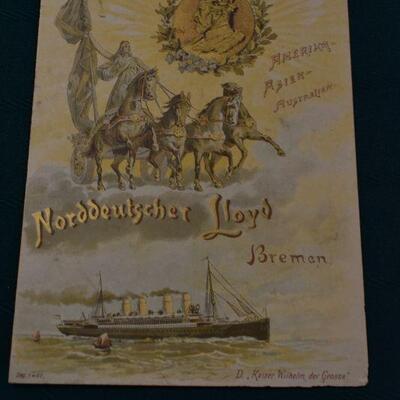 Amerika-
Asien-
Australien.
Norddeutscher Lloyd
Bremen
D. „Kaiser Wilhelm der Grosse"